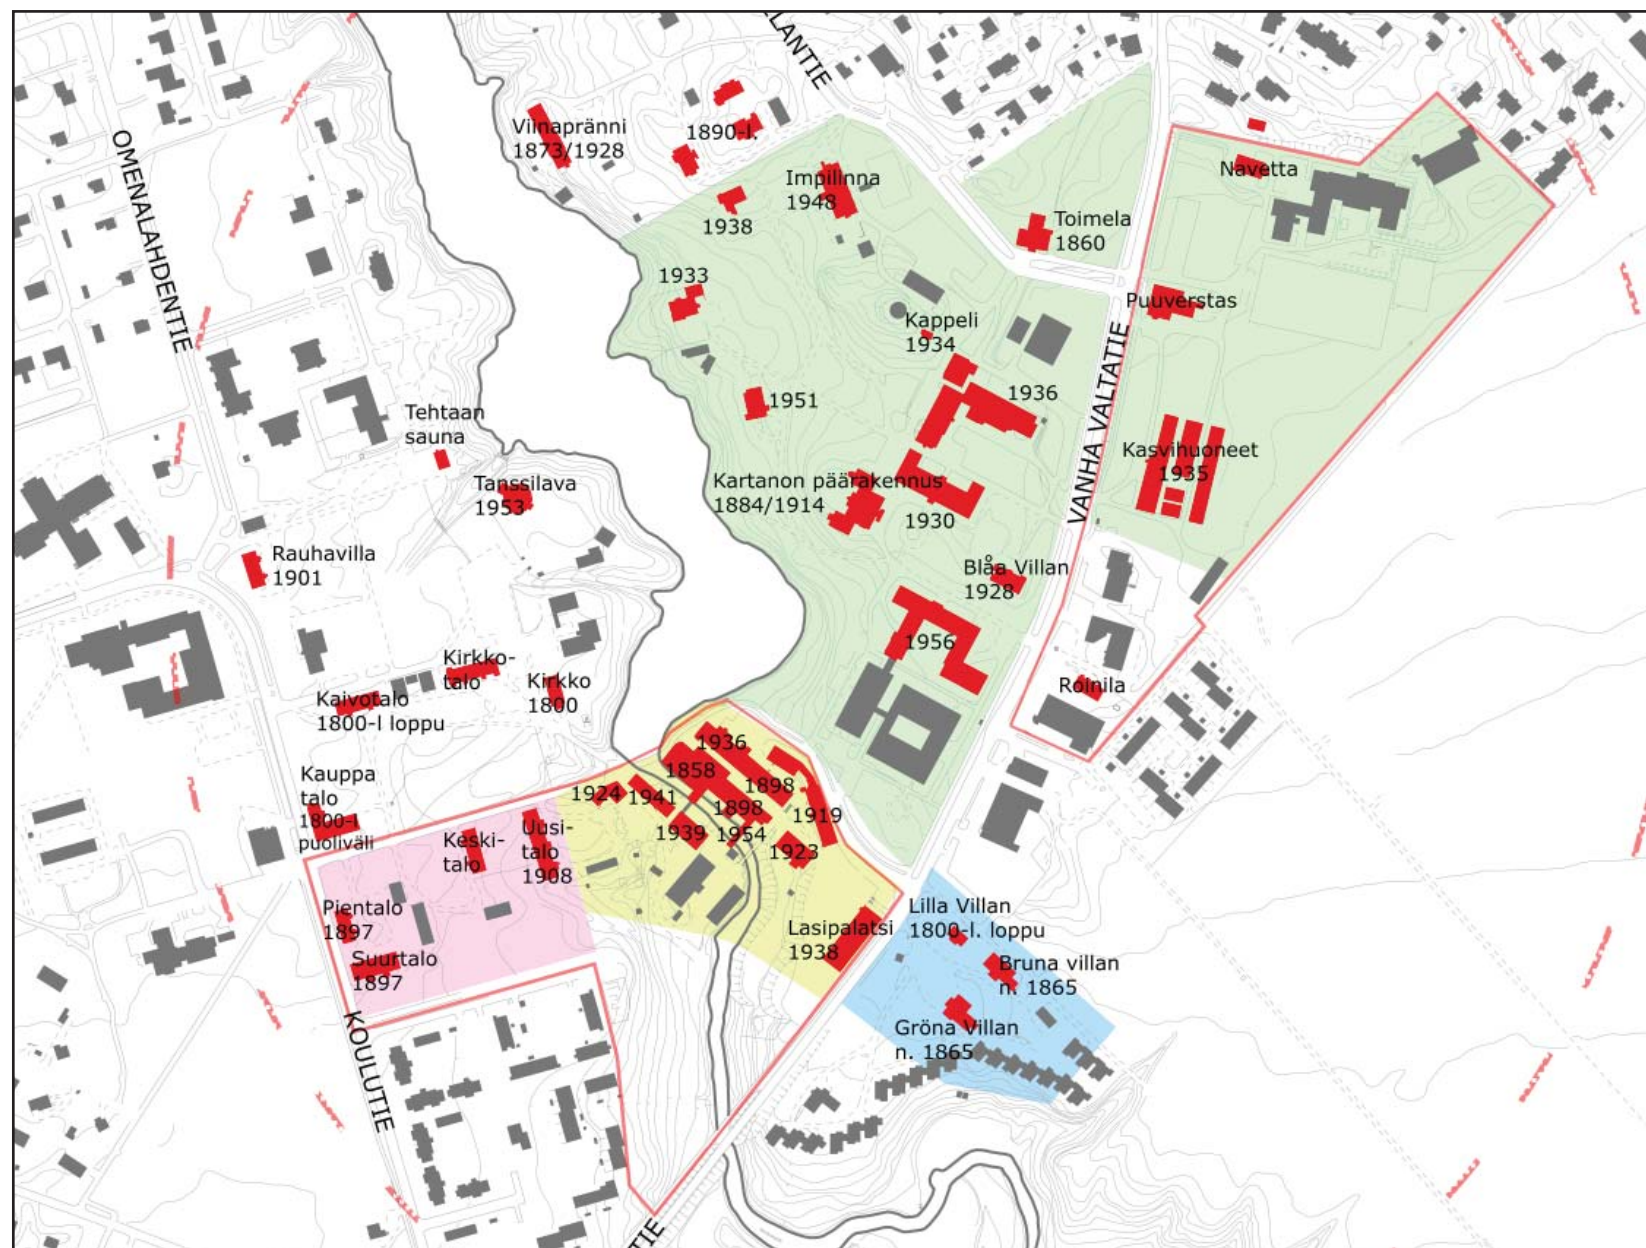 ELANTIE
OMENALAHDENTIE
Viinapränni
1873/1928
1890-l.
Impilinna
1948
1938
Navetta
Toimela
1860
1933
Puuverstas
Kappeli
1934
VANHA VALTATIE
1936
1951
Tehtaan
sauna
Kasvihuoneet
1935
Tanssilava
1953
Kartanon päärakennus
1884/1914
1930
Rauhavilla
1901
Blåa Villan
1928
1956
Kirkko-
talo
Kirkko
1800
Roinila
Kaivotalo
1800-l loppu
1936
1858
1898
1924
1941
1898
1919
1939
1954
1923
Kauppa
talo
1800-l
puoliväli
Keski-
talo
Uusi-
talo
1908
Pientalo
1897
Suurtalo
1897
Lasipalatsi
1938
Lilla Villan
1800-l. loppu
Bruna villan
n. 1865
Gröna Villan
n. 1865
KOULUTIE
TIE